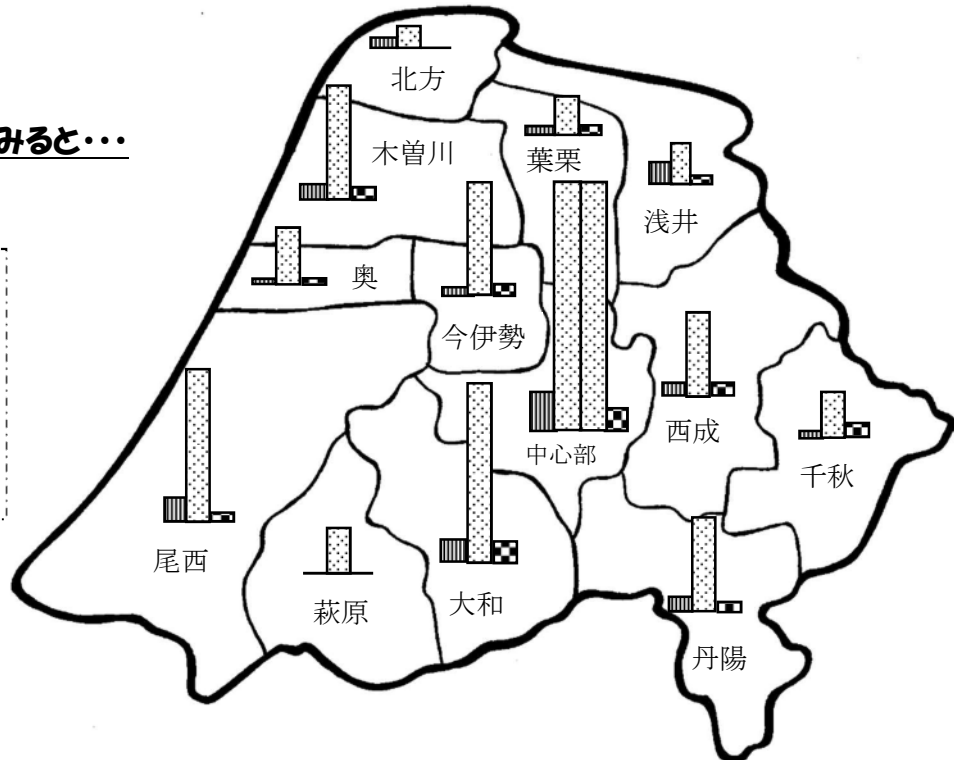 みると・・・
北方
木曽川
葉栗
浅井
奥
今伊勢
中心部
西成
千秋
尾西
萩原
大和
丹陽